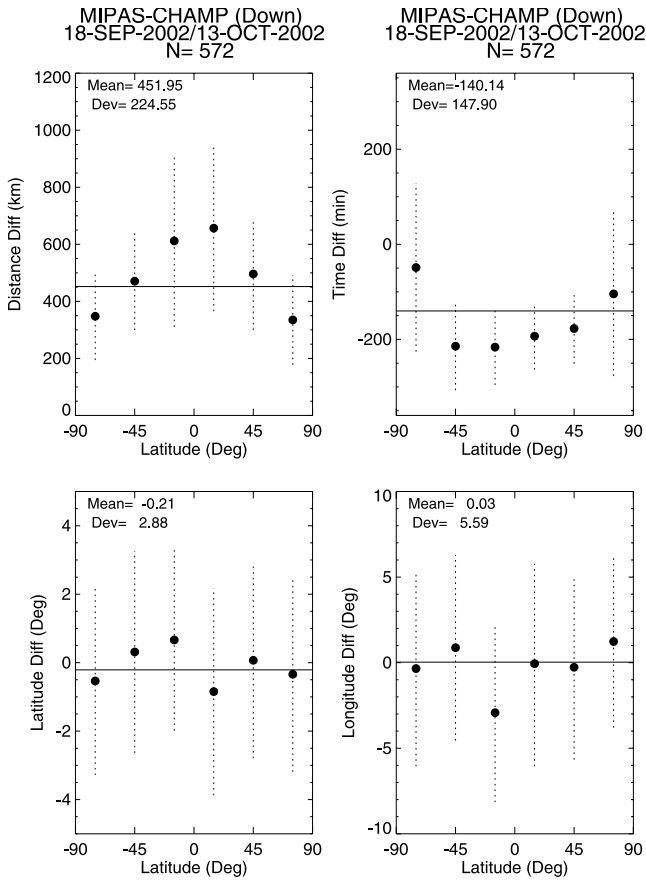 MIPAS-CHAMP (Down)
18-SEP-2002/13-OCT-2002
N= 572
Mean= 451.95
Dev= 224.55
Distance Diff (km)
1200
1000
800
600
400
200
0
-90 -45 0 45 90
Latitude (Deg)
MIPAS-CHAMP (Down)
18-SEP-2002/13-OCT-2002
N= 572
Mean=-140.14
Dev= 147.90
Time Diff (min)
200
0
-200
-90 -45 0 45 90
Latitude (Deg)
Mean= -0.21
Dev= 2.88
Latitude Diff (Deg)
4
2
0
-2
-4
-90 -45 0 45 90
Latitude (Deg)
Mean= 0.03
Dev= 5.59
Longitude Diff (Deg)
10
5
0
-5
-10
-90 -45 0 45 90
Latitude (Deg)